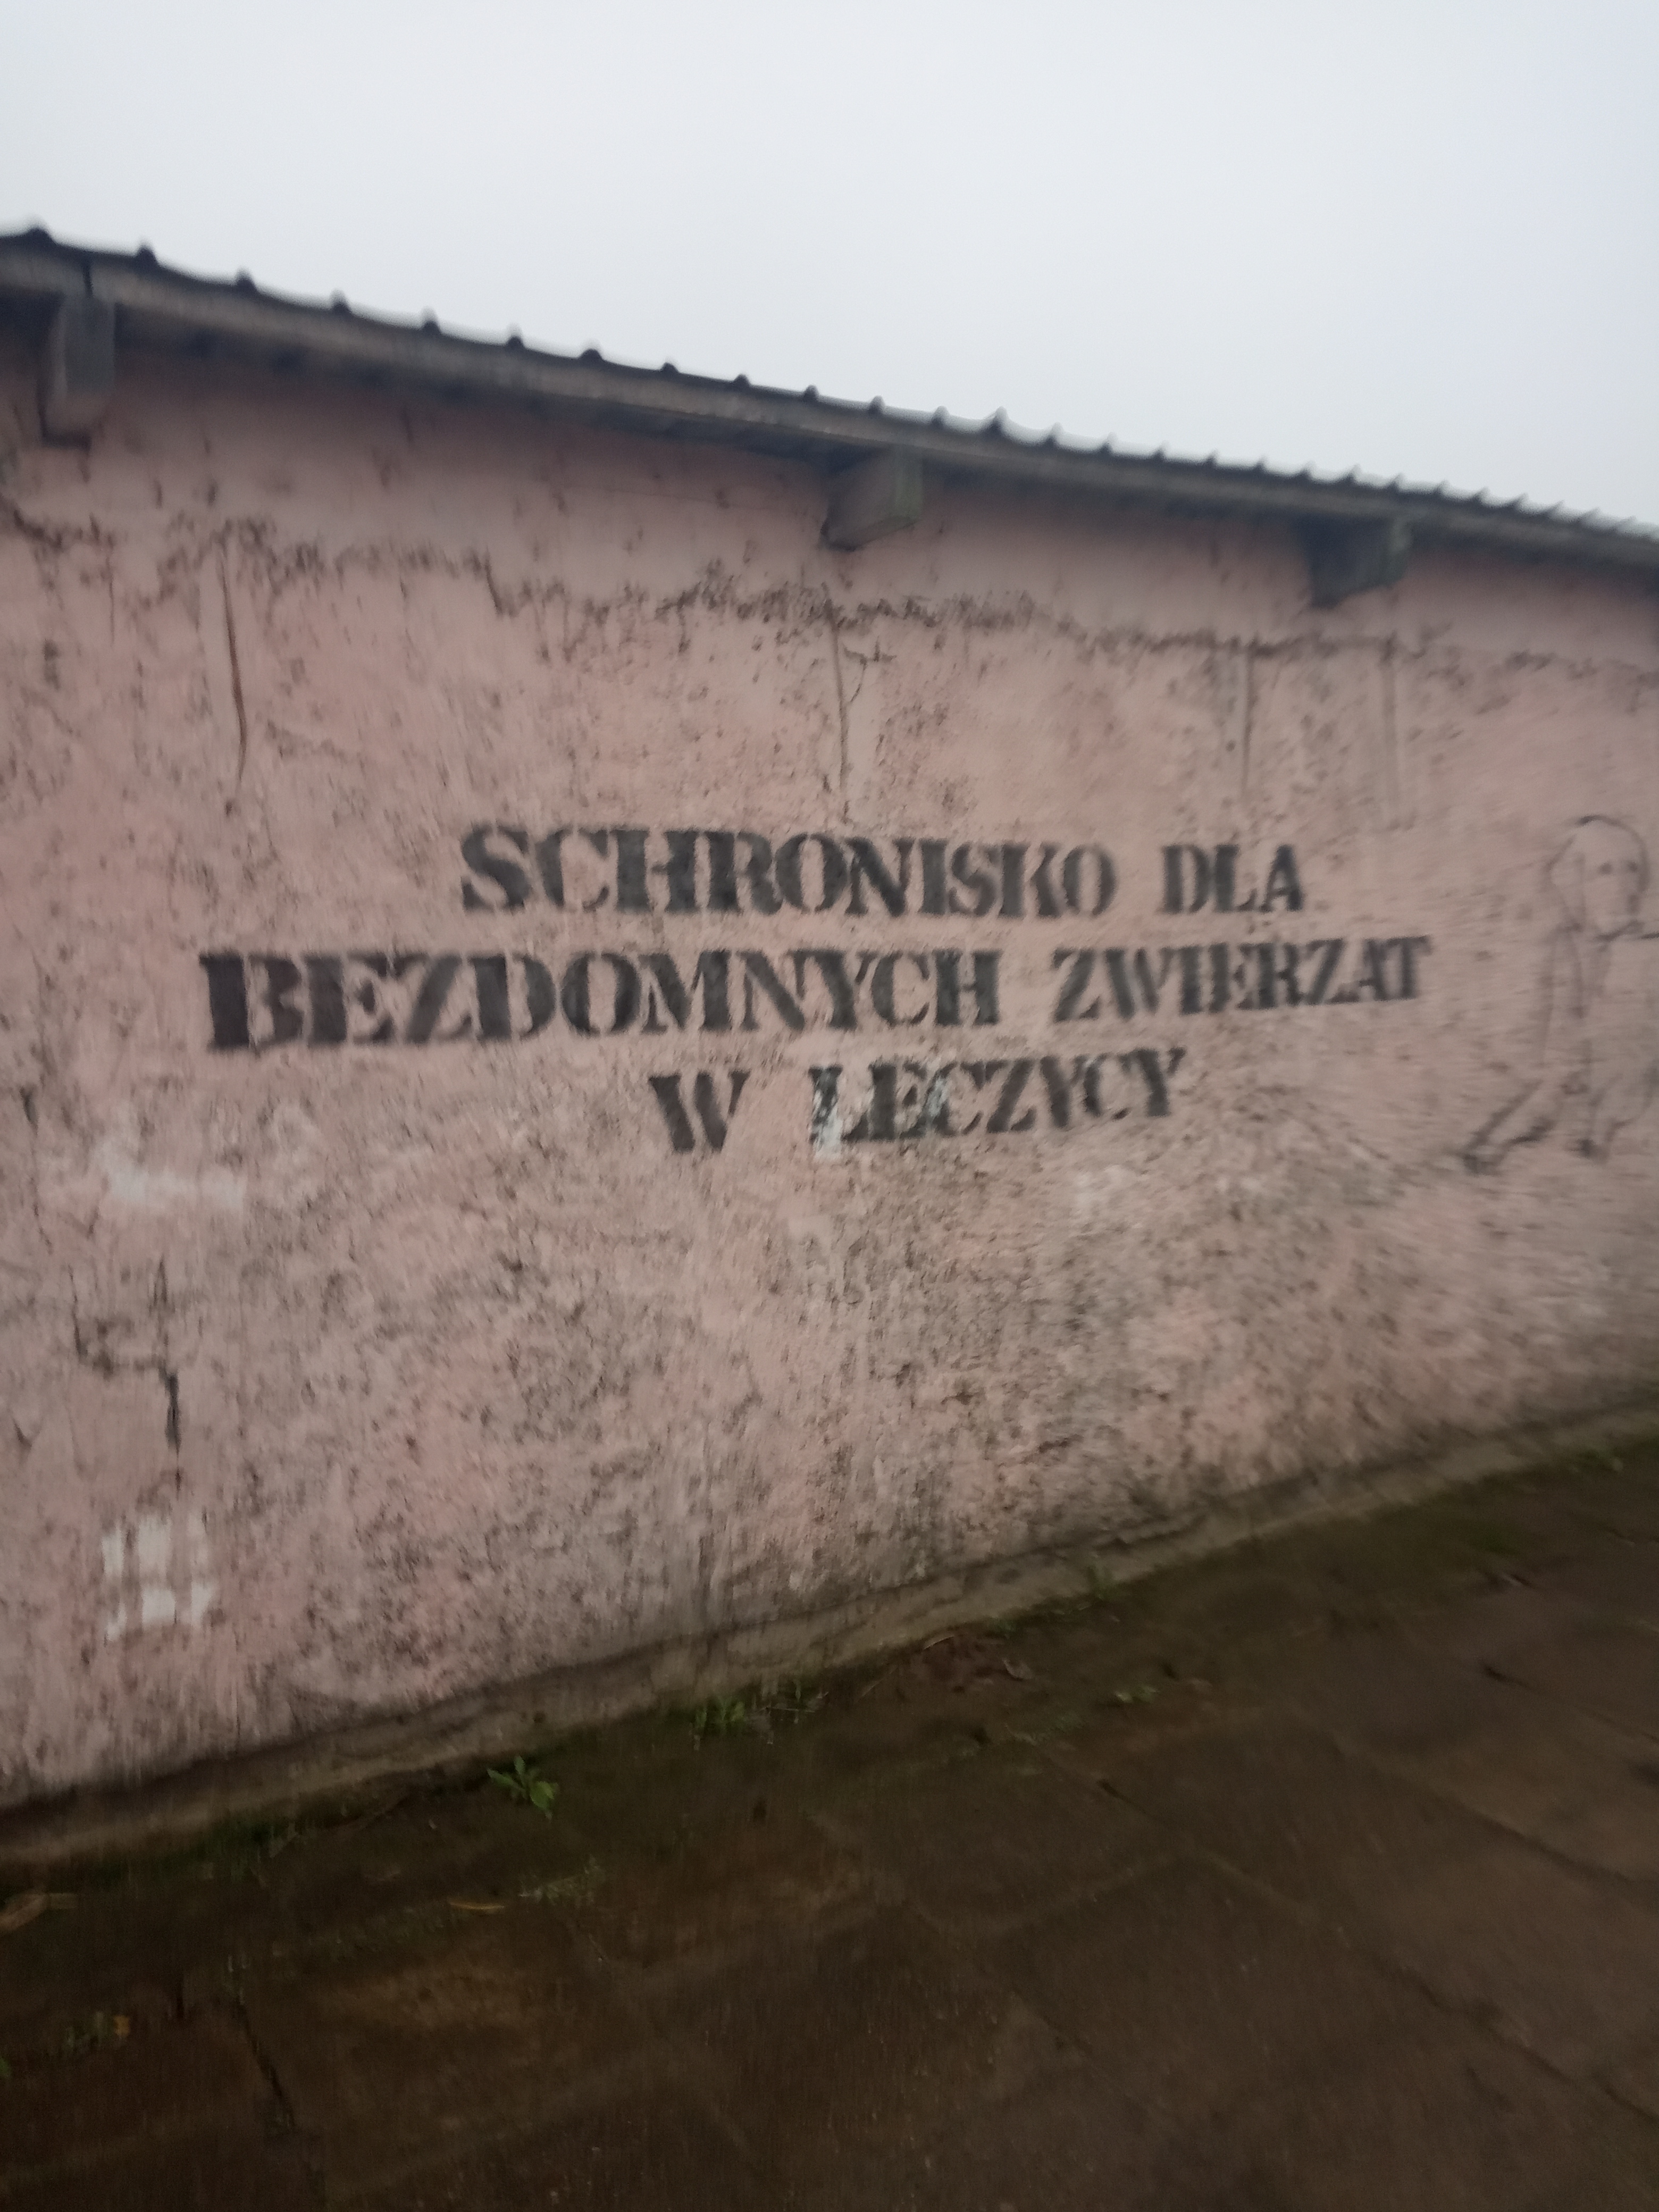 SCHRONISKO DLA
BEZDOMNYCH ZWIERZAT
W LECZYCY